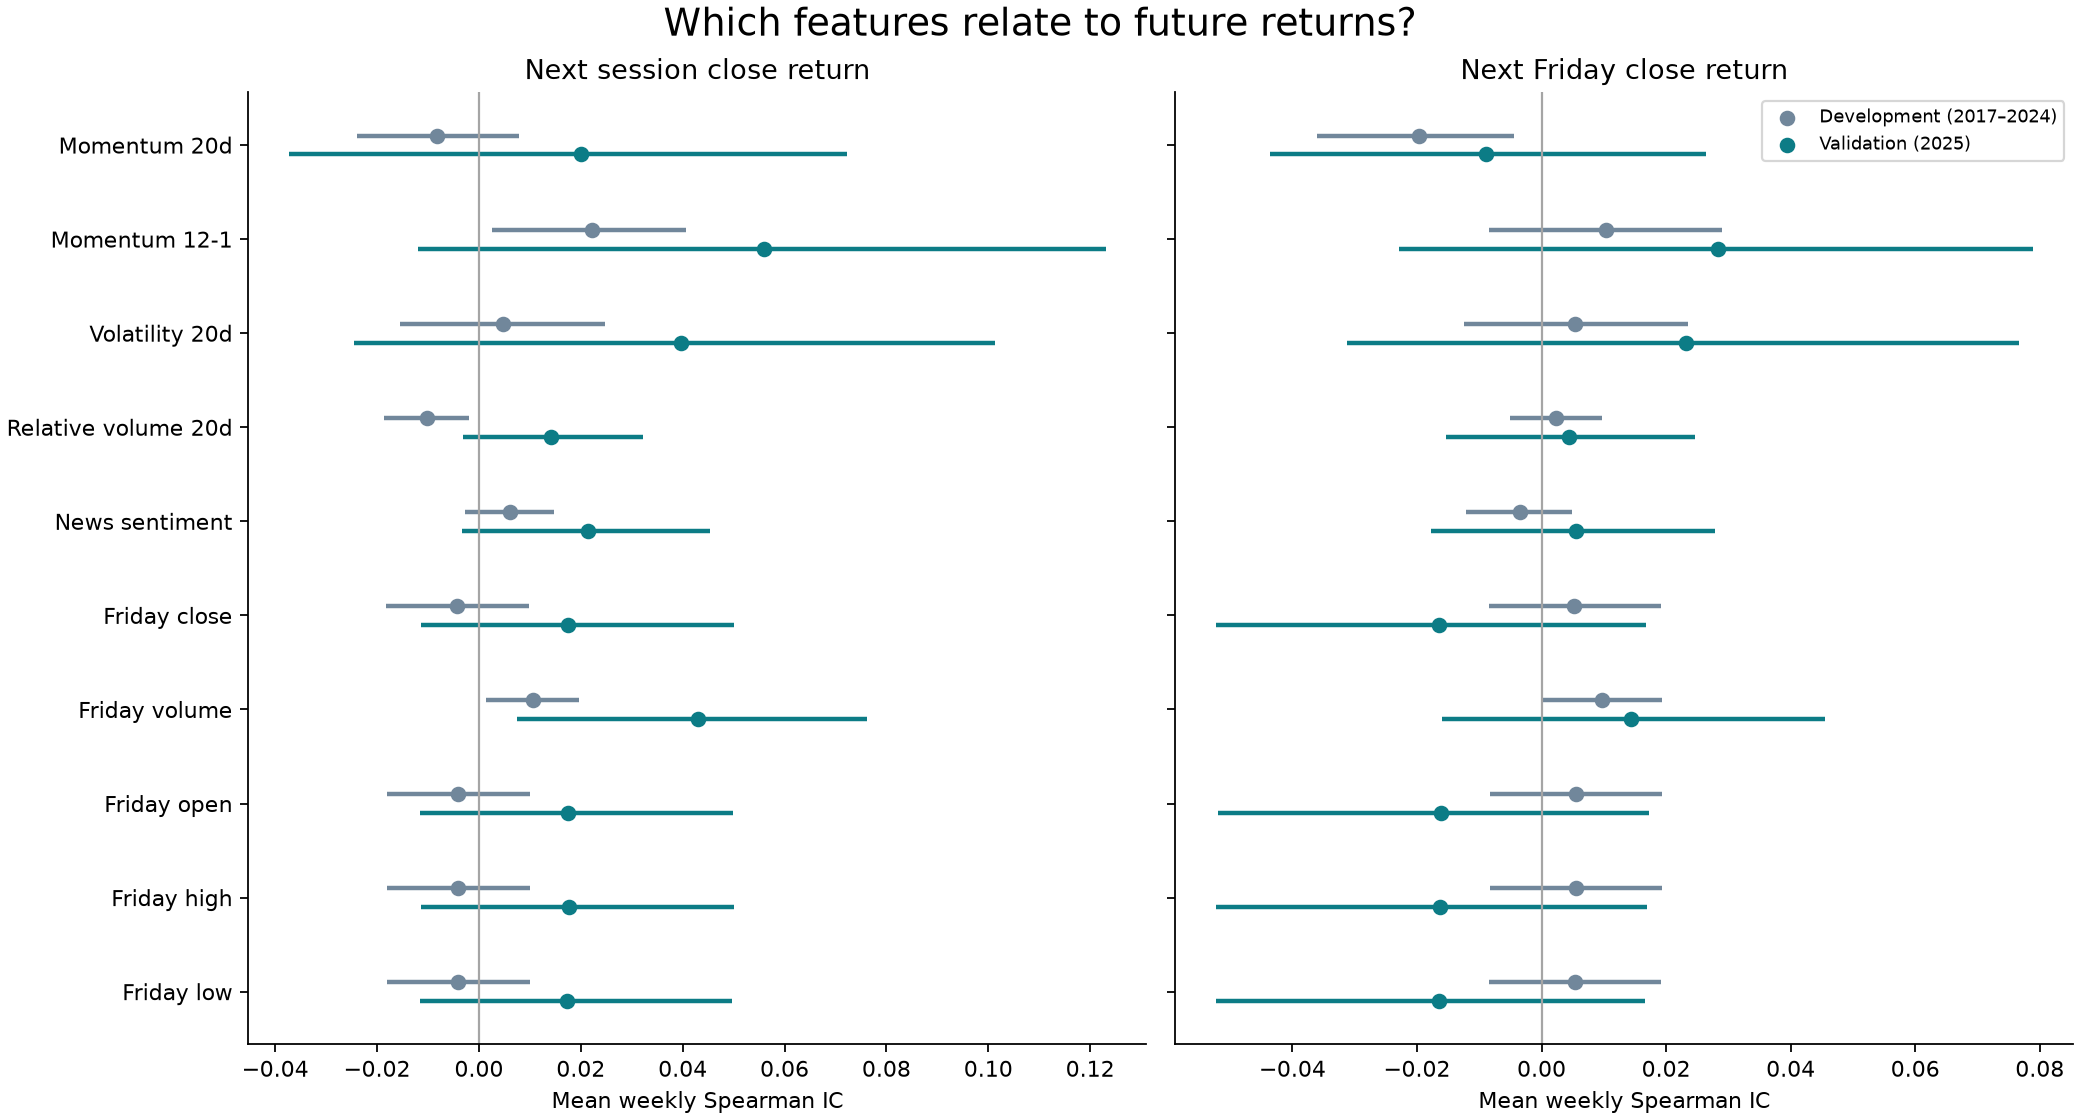 Which features relate to future returns?
Next session close return
Next Friday close return
Development (2017–2024)
Validation (2025)
Momentum 20d
Momentum 12-1
Volatility 20d
Relative volume 20d
News sentiment
Friday close
Friday volume
Friday open
Friday high
Friday low
−0.04 −0.02 0.00 0.02 0.04 0.06 0.08 0.10 0.12
−0.04 −0.02 0.00 0.02 0.04 0.06 0.08
Mean weekly Spearman IC
Mean weekly Spearman IC